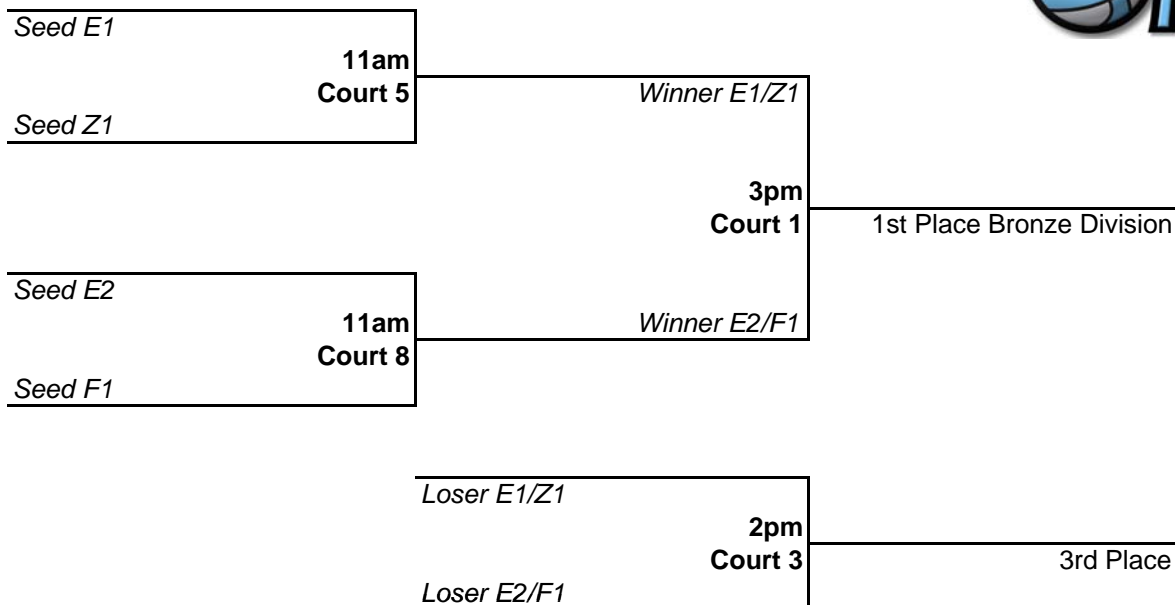 Seed E1
11am
Court 5
Seed Z1
Winner E1/Z1
3pm
Court 1
1st Place Bronze Division
Seed E2
11am
Court 8
Seed F1
Winner E2/F1
Loser E1/Z1
2pm
Court 3
3rd Place
Loser E2/F1